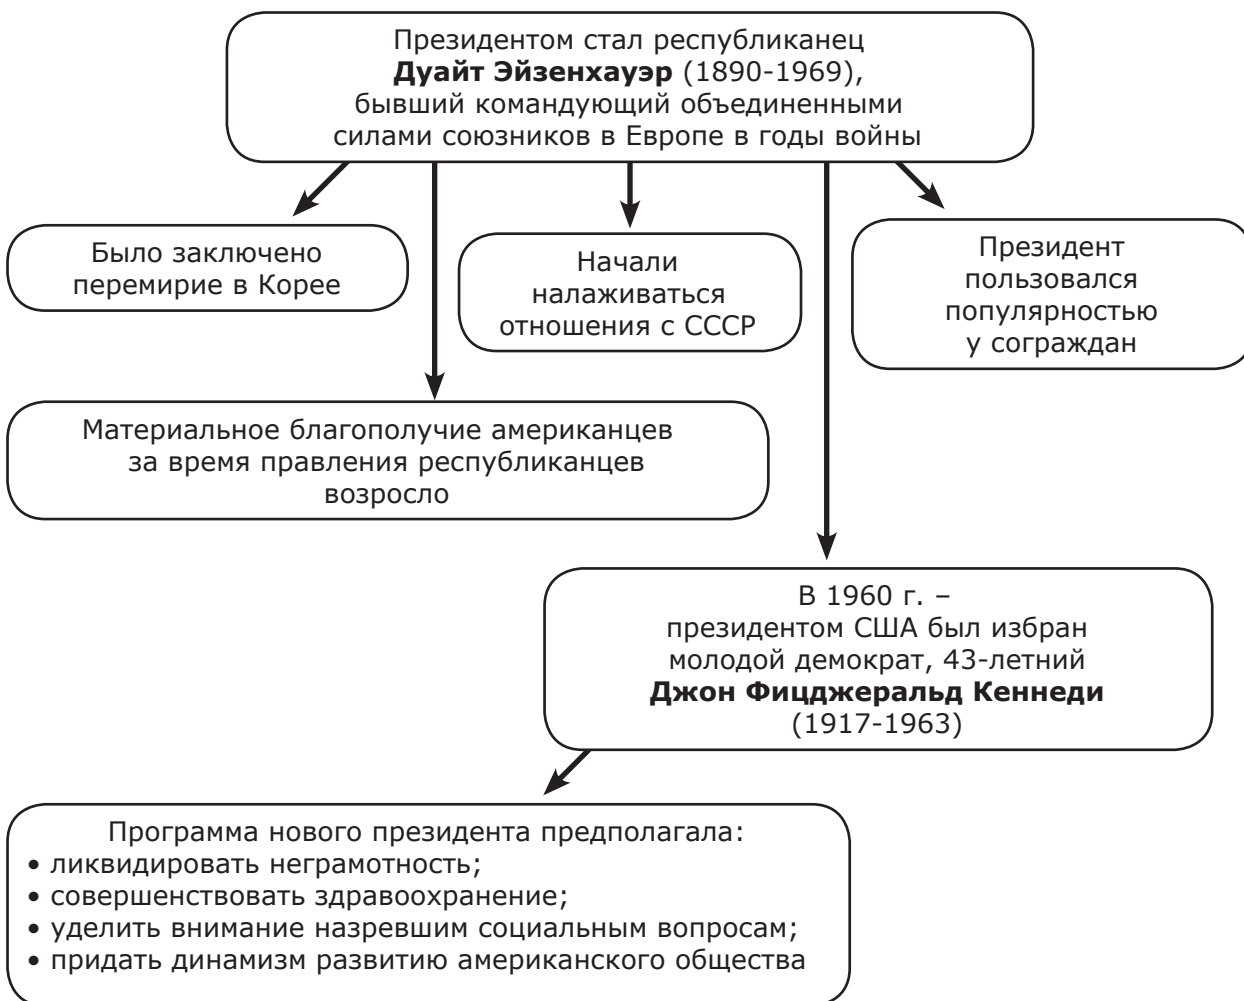 Президентом стал республиканец
Дуайт Эйзенхауэр (1890-1969),
бывший командующий объединенными
силами союзников в Европе в годы войны
Было заключено
перемирие в Корее
Начали
налаживаться
отношения с СССР
Президент
пользовался
популярностью
у сограждан
Материальное благополучие американцев
за время правления республиканцев
возросло
В 1960 г. –
президентом США был избран
молодой демократ, 43-летний
Джон Фицджеральд Кеннеди
(1917-1963)
Программа нового президента предполагала:
• ликвидировать неграмотность;
• совершенствовать здравоохранение;
• уделить внимание назревшим социальным вопросам;
• придать динамизм развитию американского общества